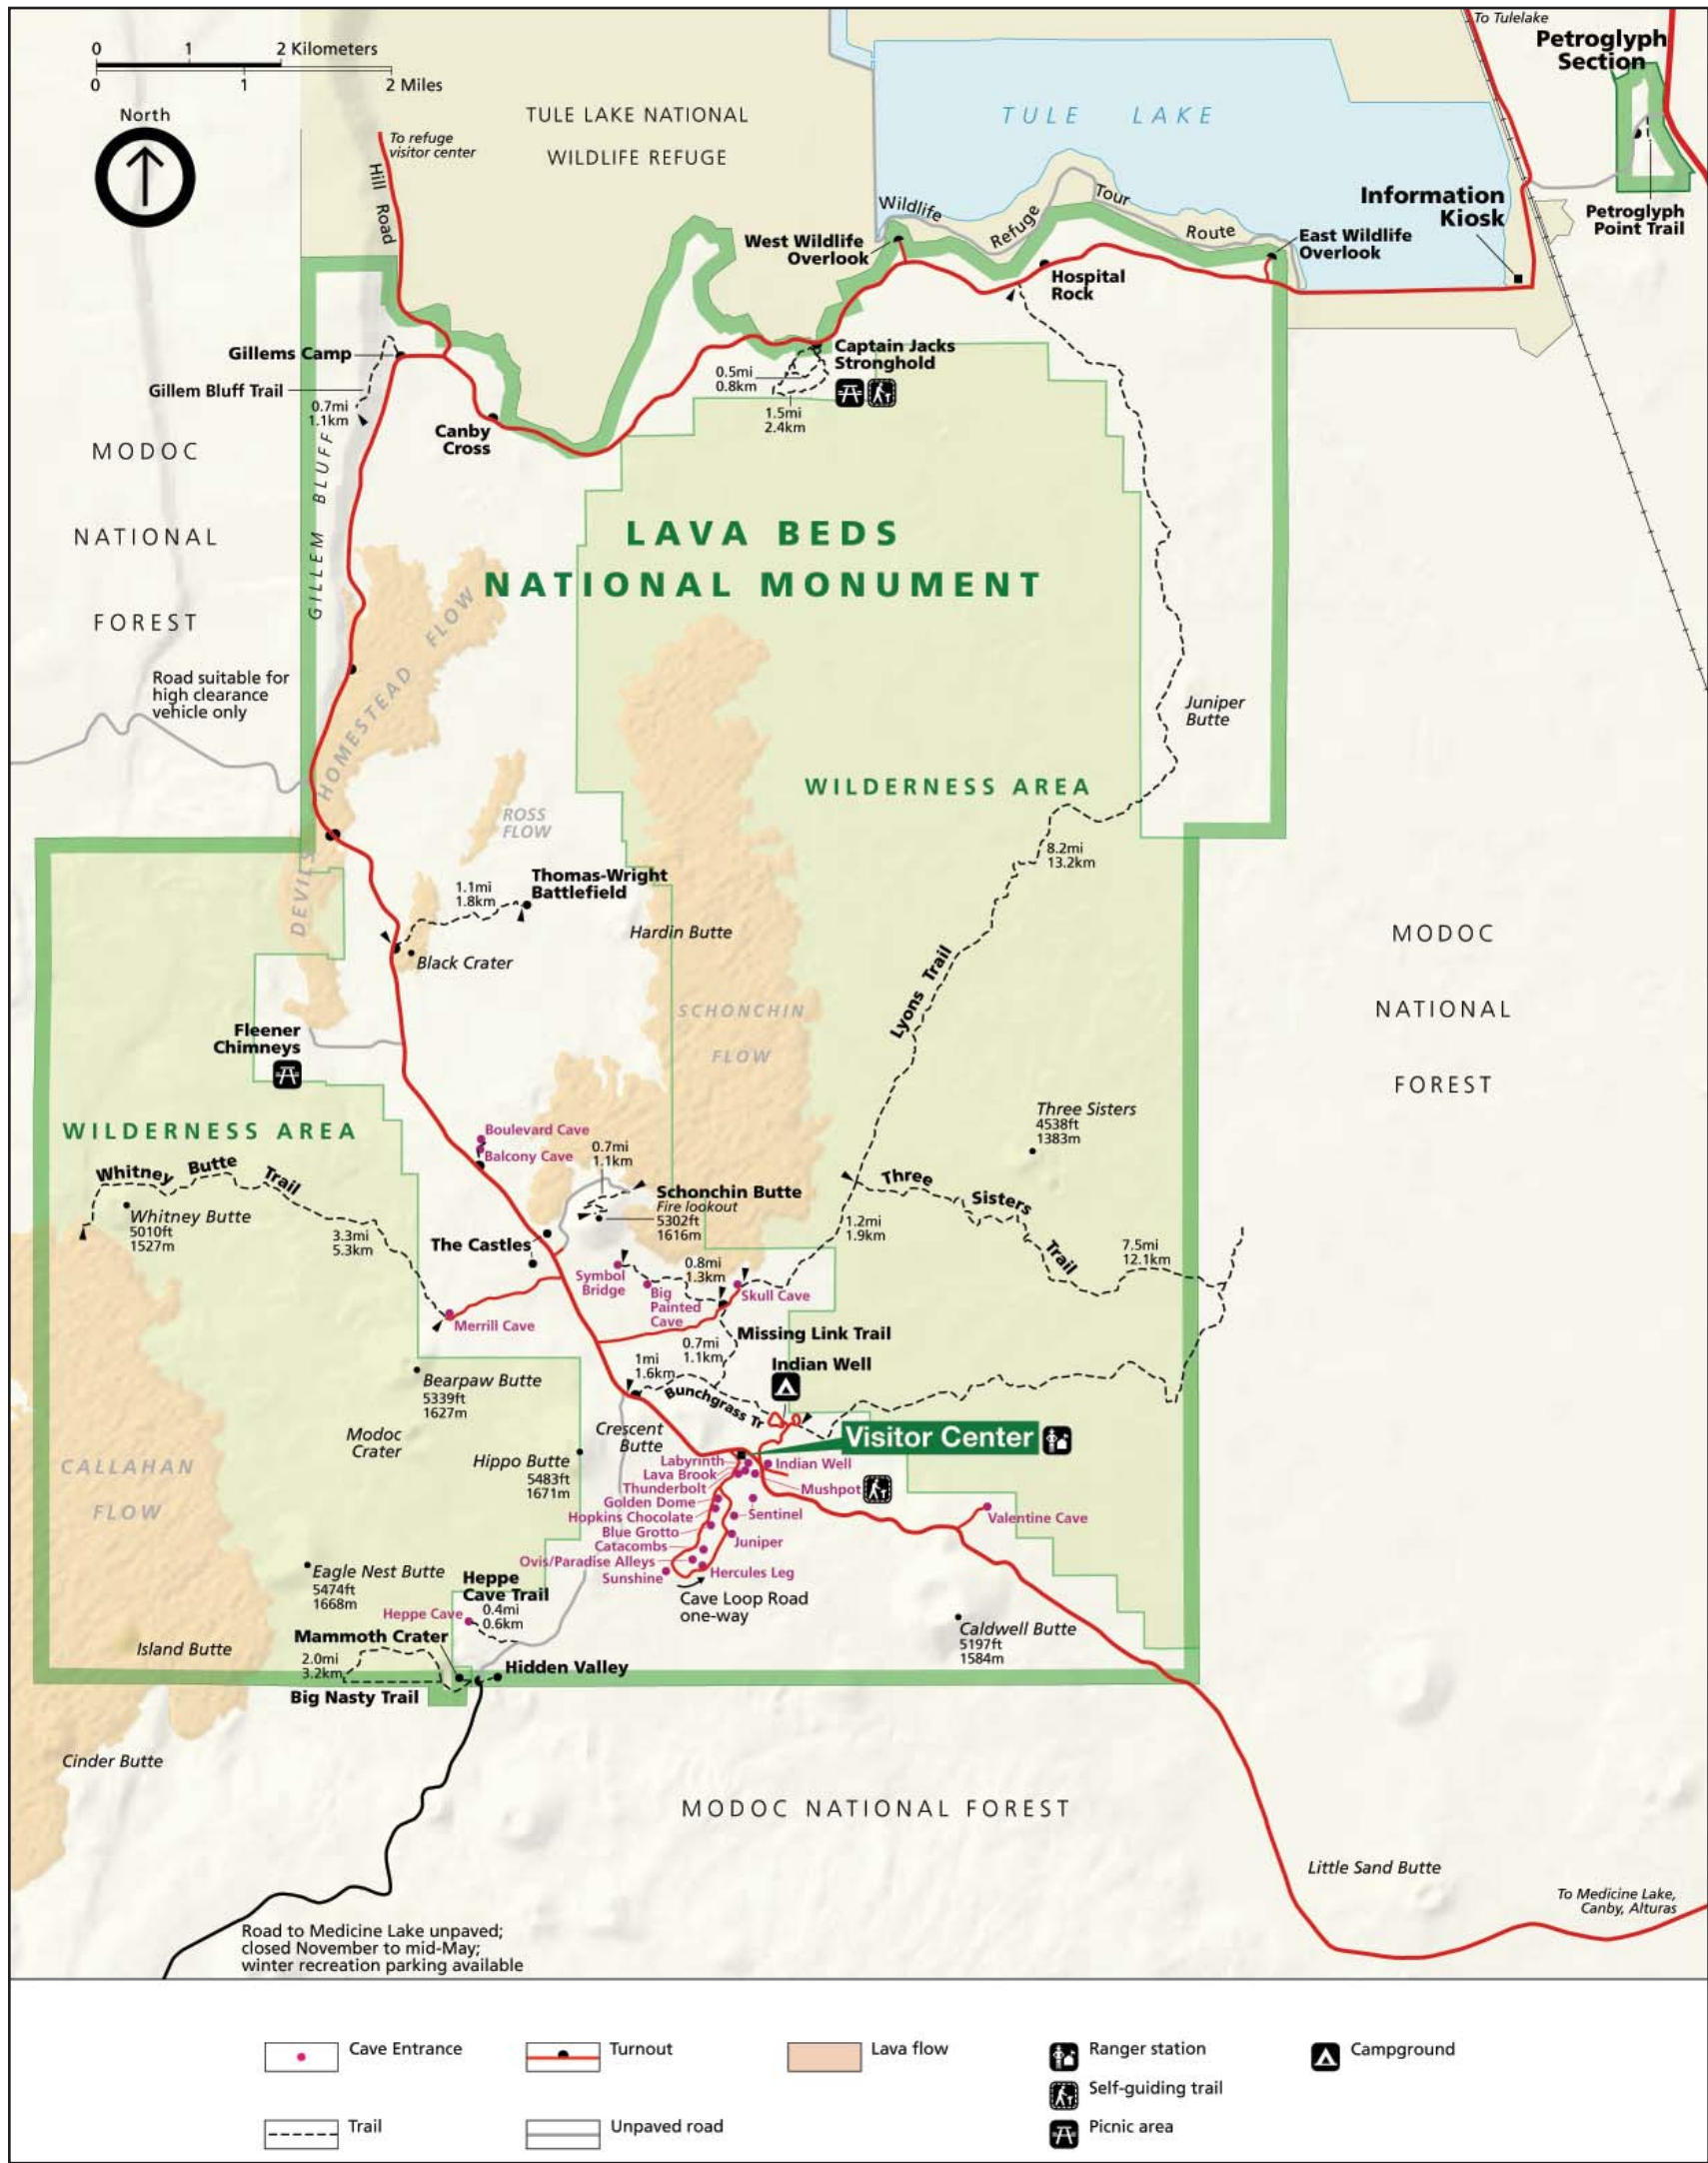 0 1 2 Kilometers
0 1 2 Miles
North
To refuge
visitor center
Hill Road
TULE LAKE NATIONAL
WILDLIFE REFUGE
TULE LAKE
To Tulelake
Petroglyph
Section
Petroglyph
Point Trail
Information
Kiosk
Wildlife Refuge Tour Route
West Wildlife
Overlook
East Wildlife
Overlook
Hospital
Rock
Captain Jacks
Stronghold
0.5mi
0.8km
1.5mi
2.4km
Gillems Camp
Gillem Bluff Trail
0.7mi
1.1km
Canby
Cross
GILLEM BLUFF
MODOC
NATIONAL
FOREST
Road suitable for
high clearance
vehicle only
LAVA BEDS
NATIONAL MONUMENT
DEVILS HOMESTEAD FLOW
ROSS
FLOW
Juniper
Butte
WILDERNESS AREA
8.2mi
13.2km
Thomas-Wright
Battlefield
1.1mi
1.8km
Black Crater
Hardin Butte
SCHONCHIN
FLOW
Lyons Trail
MODOC
NATIONAL
FOREST
Fleener
Chimneys
WILDERNESS AREA
Whitney Butte Trail
Whitney Butte
5010ft
1527m
3.3mi
5.3km
Boulevard Cave
Balcony Cave
0.7mi
1.1km
Schonchin Butte
Fire lookout
5302ft
1616m
The Castles
Three Sisters
4538ft
1383m
Three Sisters Trail
1.2mi
1.9km
7.5mi
12.1km
Symbol
Bridge
Big
Painted
Cave
0.8mi
1.3km
Skull Cave
Merrill Cave
Missing Link Trail
0.7mi
1.1km
1mi
1.6km
Bunchgrass Tr
Indian Well
Bearpaw Butte
5339ft
1627m
Modoc
Crater
Hippo Butte
5483ft
1671m
Crescent
Butte
Visitor Center
CALLAHAN
FLOW
Labyrinth
Lava Brook
Thunderbolt
Golden Dome
Hopkins Chocolate
Blue Grotto
Catacombs
Ovis/Paradise Alleys
Sunshine
Indian Well
Mushpot
Sentinel
Juniper
Hercules Leg
Cave Loop Road
one-way
Valentine Cave
Eagle Nest Butte
5474ft
1668m
Heppe
Cave Trail
Heppe Cave
0.4mi
0.6km
Caldwell Butte
5197ft
1584m
Island Butte
Mammoth Crater
2.0mi
3.2km
Hidden Valley
Big Nasty Trail
Cinder Butte
MODOC NATIONAL FOREST
Little Sand Butte
To Medicine Lake,
Canby, Alturas
Road to Medicine Lake unpaved;
closed November to mid-May;
winter recreation parking available
Cave Entrance
Turnout
Lava flow
Ranger station
Campground
Self-guiding trail
Trail
Unpaved road
Picnic area